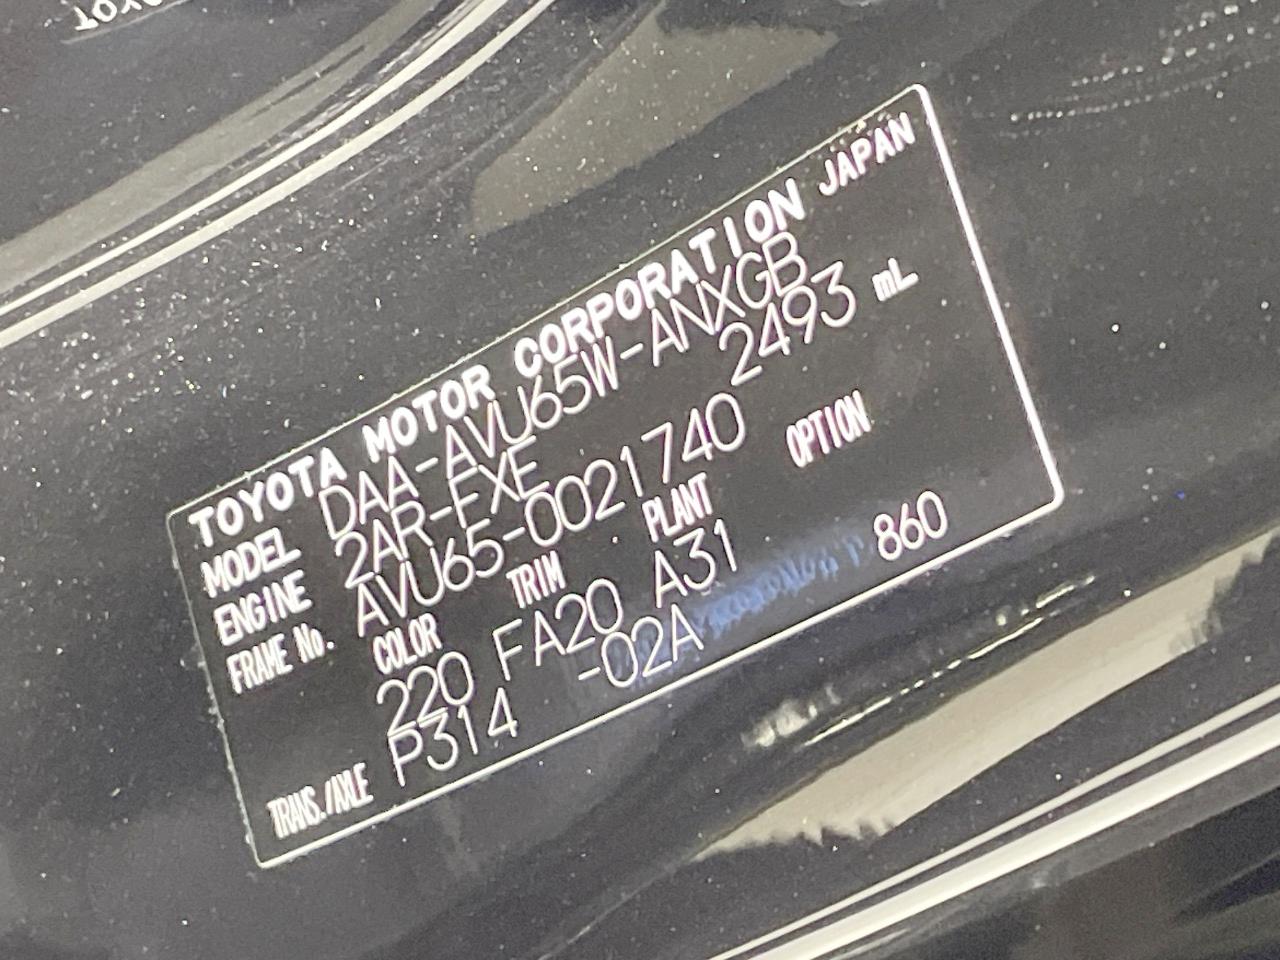 TOYO
TOYOTA MOTOR CORPORATION JAPAN
MODEL DAA-AVU65W-ANXGB
ENGINE 2AR-FXE 2493 mL
FRAME No. AVU65-0021740
COLOR TRIM PLANT OPTION
220 FA20 A31 860
TRANS./AXLE P314 -02A